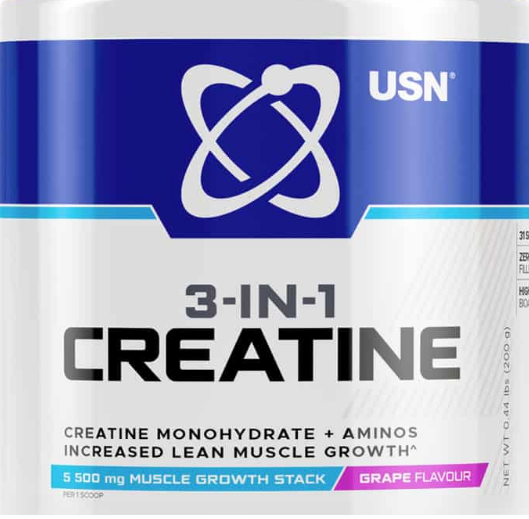 USN®
3-IN-1
CREATINE
CREATINE MONOHYDRATE + AMINOS
INCREASED LEAN MUSCLE GROWTH^
5 500 mg MUSCLE GROWTH STACK
GRAPE FLAVOUR
PER 1 SCOOP
NET WT 0.44 lbs (200 g)